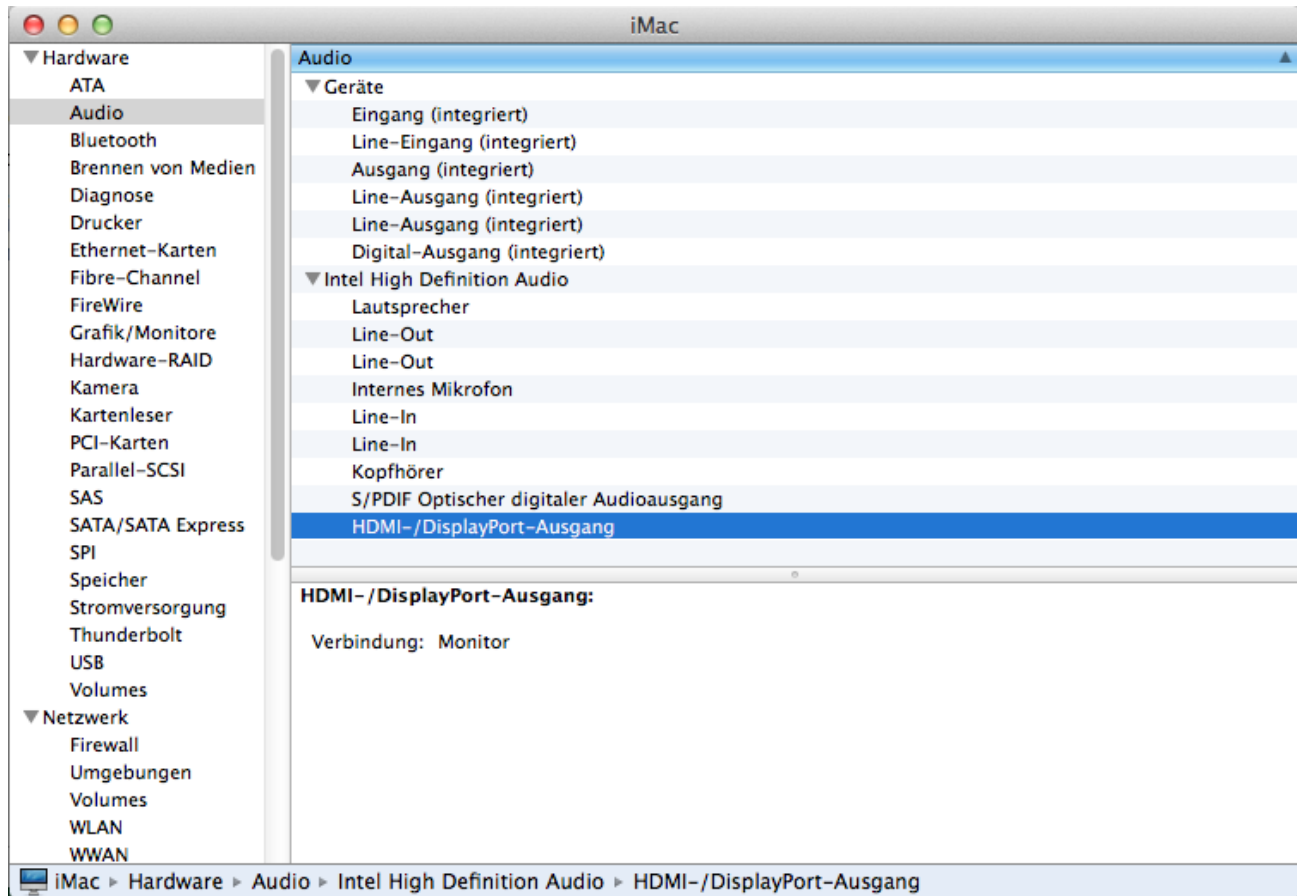 iMac
Hardware
ATA
Audio
Bluetooth
Brennen von Medien
Diagnose
Drucker
Ethernet-Karten
Fibre-Channel
FireWire
Grafik/Monitore
Hardware-RAID
Kamera
Kartenleser
PCI-Karten
Parallel-SCSI
SAS
SATA/SATA Express
SPI
Speicher
Stromversorgung
Thunderbolt
USB
Volumes
Netzwerk
Firewall
Umgebungen
Volumes
WLAN
WWAN
Audio
Geräte
Eingang (integriert)
Line-Eingang (integriert)
Ausgang (integriert)
Line-Ausgang (integriert)
Line-Ausgang (integriert)
Digital-Ausgang (integriert)
Intel High Definition Audio
Lautsprecher
Line-Out
Line-Out
Internes Mikrofon
Line-In
Line-In
Kopfhörer
S/PDIF Optischer digitaler Audioausgang
HDMI-/DisplayPort-Ausgang
HDMI-/DisplayPort-Ausgang:
Verbindung: Monitor
iMac ▸ Hardware ▸ Audio ▸ Intel High Definition Audio ▸ HDMI-/DisplayPort-Ausgang